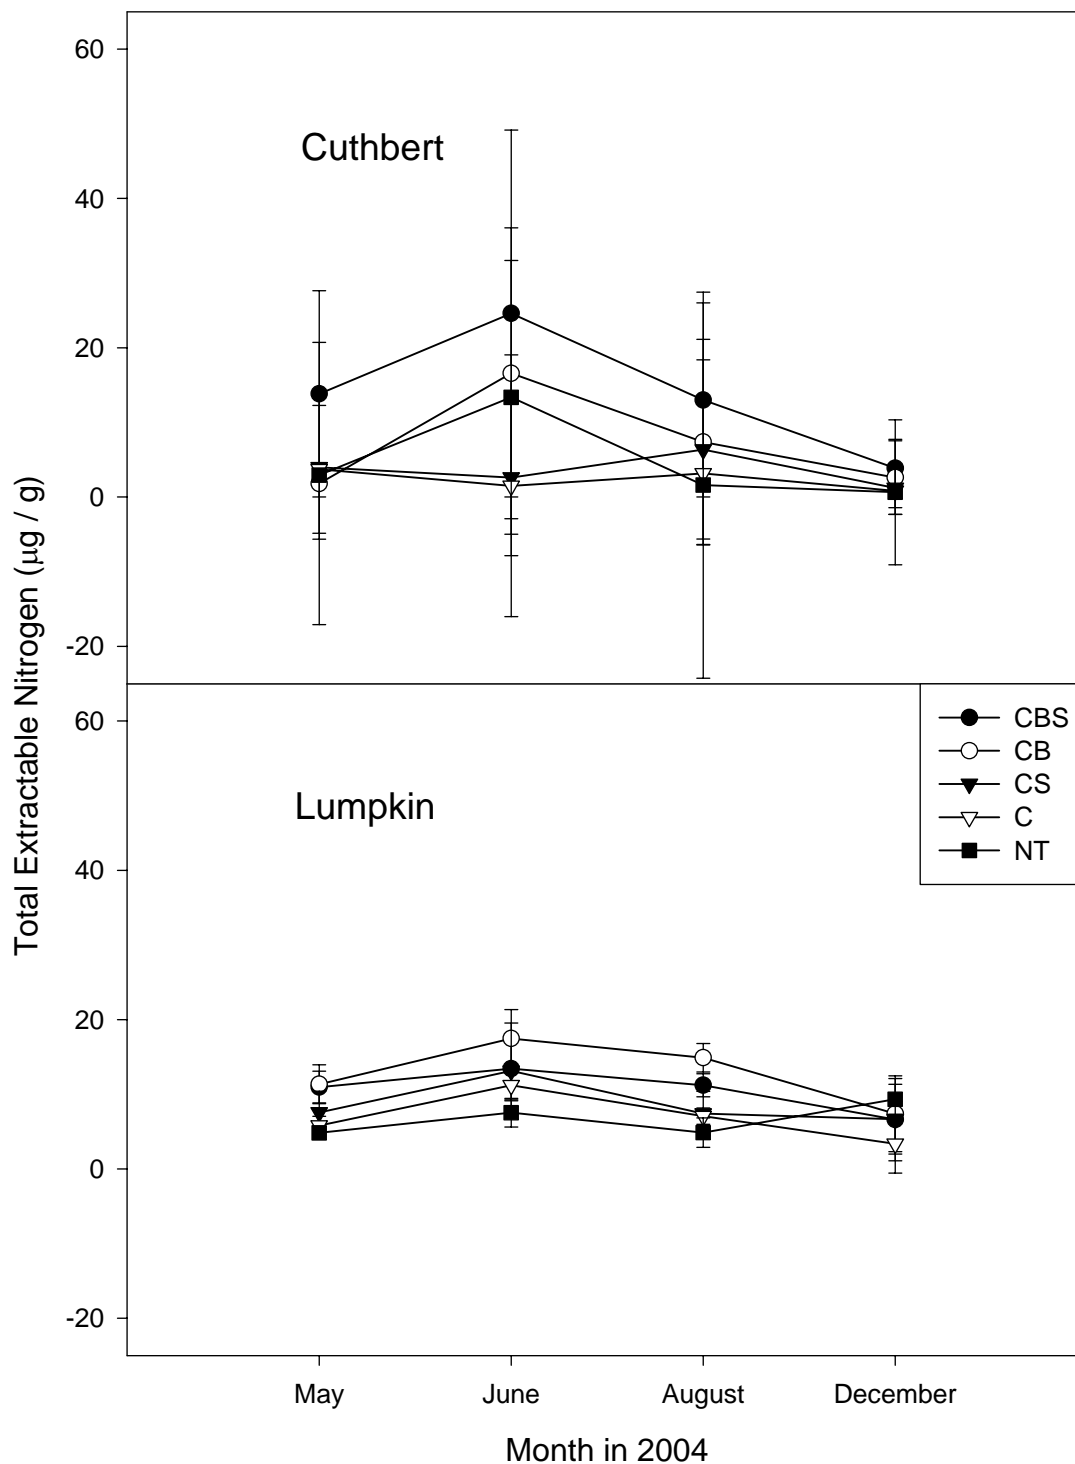 60
Cuthbert
40
20
0
-20
Total Extractable Nitrogen (μg / g)
60
Lumpkin
40
20
0
-20
CBS
CB
CS
C
NT
May June August December
Month in 2004